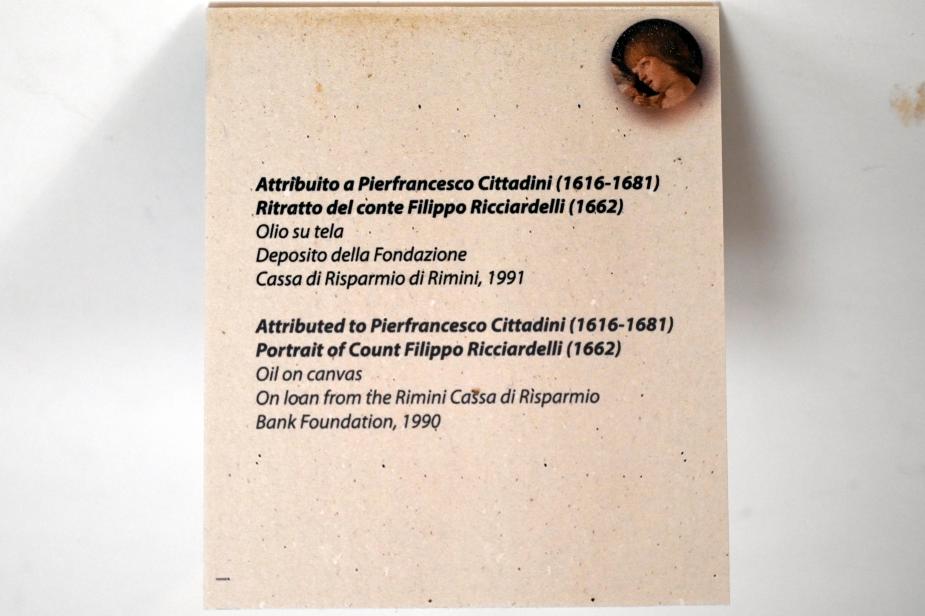 Attribuito a Pierfrancesco Cittadini (1616-1681)
Ritratto del conte Filippo Ricciardelli (1662)
Olio su tela
Deposito della Fondazione
Cassa di Risparmio di Rimini, 1991
Attributed to Pierfrancesco Cittadini (1616-1681)
Portrait of Count Filippo Ricciardelli (1662)
Oil on canvas
On loan from the Rimini Cassa di Risparmio
Bank Foundation, 1990